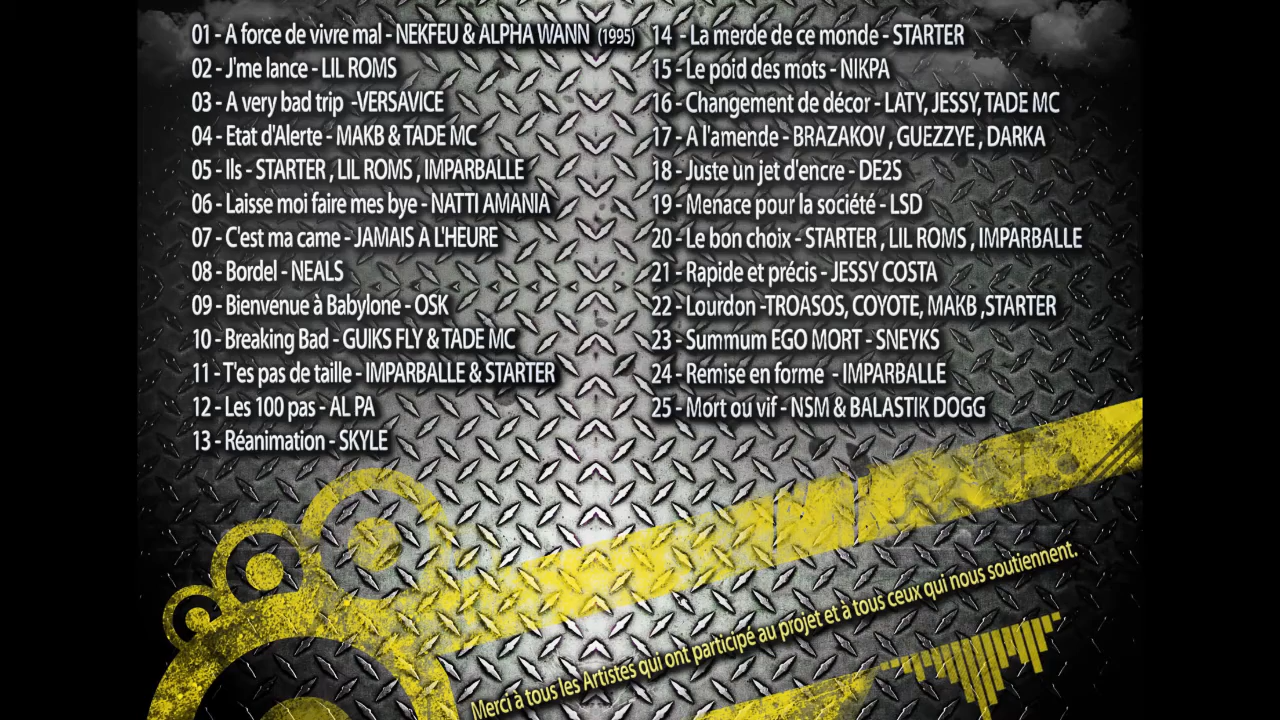 01 - A force de vivre mal - NEKFEU & ALPHA WANN (1995)
02 - J'me lance - LIL ROMS
03 - A very bad trip -VERSAVICE
04 - Etat d'Alerte - MAKB & TADE MC
05 - Ils - STARTER , LIL ROMS , IMPARBALLE
06 - Laisse moi faire mes bye - NATTI AMANIA
07 - C'est ma came - JAMAIS A L'HEURE
08 - Bordel - NEALS
09 - Bienvenue à Babylone - OSK
10 - Breaking Bad - GUIKS FLY & TADE MC
11 - T'es pas de taille - IMPARBALLE & STARTER
12 - Les 100 pas - AL PA
13 - Réanimation - SKYLE
14 - La merde de ce monde - STARTER
15 - Le poid des mots - NIKPA
16 - Changement de décor - LATY, JESSY, TADE MC
17 - A l'amende - BRAZAKOV , GUEZZYE , DARKA
18 - Juste un jet d'encre - DE2S
19 - Menace pour la société - LSD
20 - Le bon choix - STARTER , LIL ROMS , IMPARBALLE
21 - Rapide et précis - JESSY COSTA
22 - Lourdon -TROASOS, COYOTE, MAKB ,STARTER
23 - Summum EGO MORT - SNEYKS
24 - Remise en forme - IMPARBALLE
25 - Mort ou vif - NSM & BALASTIK DOGG
Merci à tous les Artistes qui ont participé au projet et à tous ceux qui nous soutiennent.